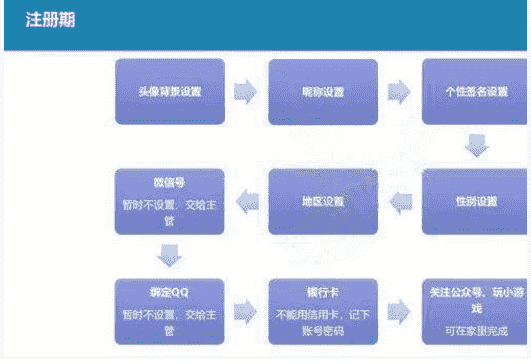 注册期
头像背景设置
昵称设置
个性签名设置
微信号
暂时不设置，交给主
管
地区设置
性别设置
绑定QQ
暂时不设置，交给主
管
银行卡
不能用信用卡，记下
账号密码
关注公众号、玩小游
戏
可在家里完成